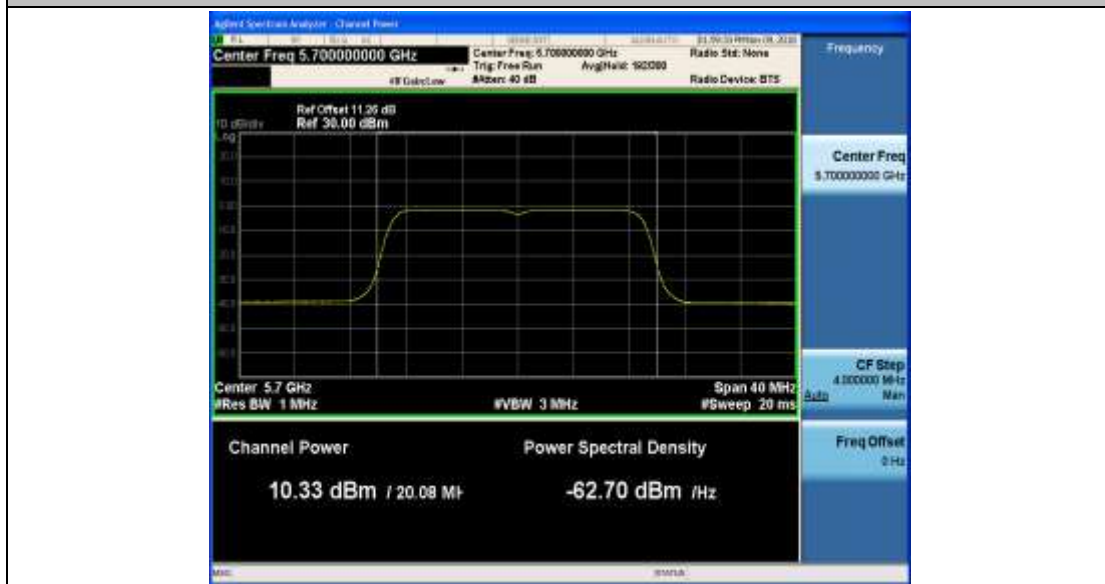 Agilent Spectrum Analyzer - Channel Power
Center Freq 5.700000000 GHz
Center Freq: 5.700000000 GHz
Radio Std: None
Frequency
Trig: Free Run
Avg|Hold:
#IFGain:Low
#Atten: 40 dB
Radio Device: BTS
Ref Offset 11.26 dB
10 dB/div
Ref 30.00 dBm
Log
Center Freq
5.700000000 GHz
Center 5.7 GHz
Span 40 MHz
#Res BW 1 MHz
#VBW 3 MHz
#Sweep 20 ms
CF Step
4.000000 MHz
Auto
Man
Channel Power
Power Spectral Density
Freq Offset
0 Hz
10.33 dBm / 20.08 MH
-62.70 dBm /Hz
MSG
STATUS